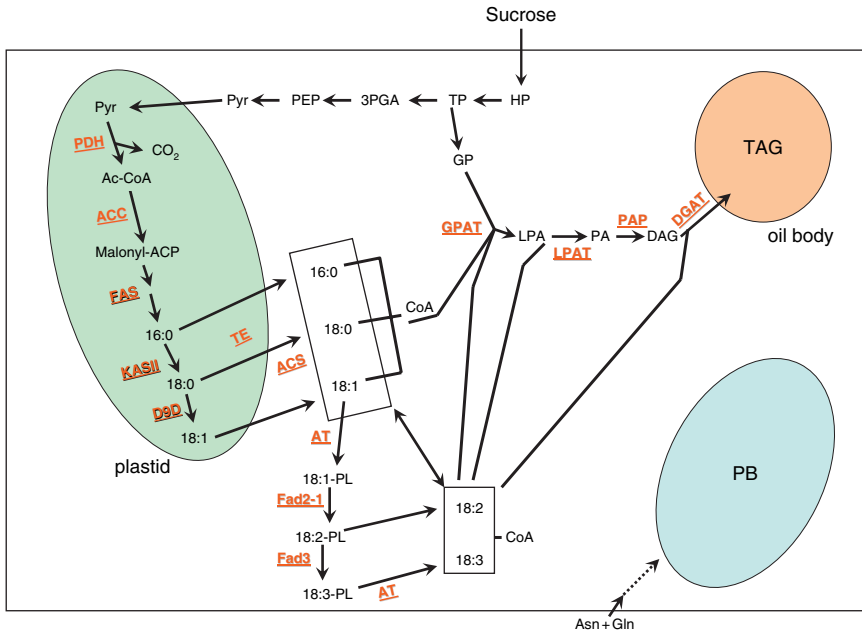 Sucrose
Pyr
Pyr
PEP
3PGA
TP
HP
PDH
CO2
TAG
GP
Ac-CoA
ACC
GPAT
LPA
LPAT
PA
PAP
DAG
DGAT
oil body
Malonyl-ACP
FAS
16:0
CoA
16:0
TE
18:0
KASII
ACS
18:0
18:1
D9D
18:1
AT
plastid
PB
18:1-PL
Fad2-1
18:2
18:2-PL
CoA
Fad3
18:3
18:3-PL
AT
Asn+Gln